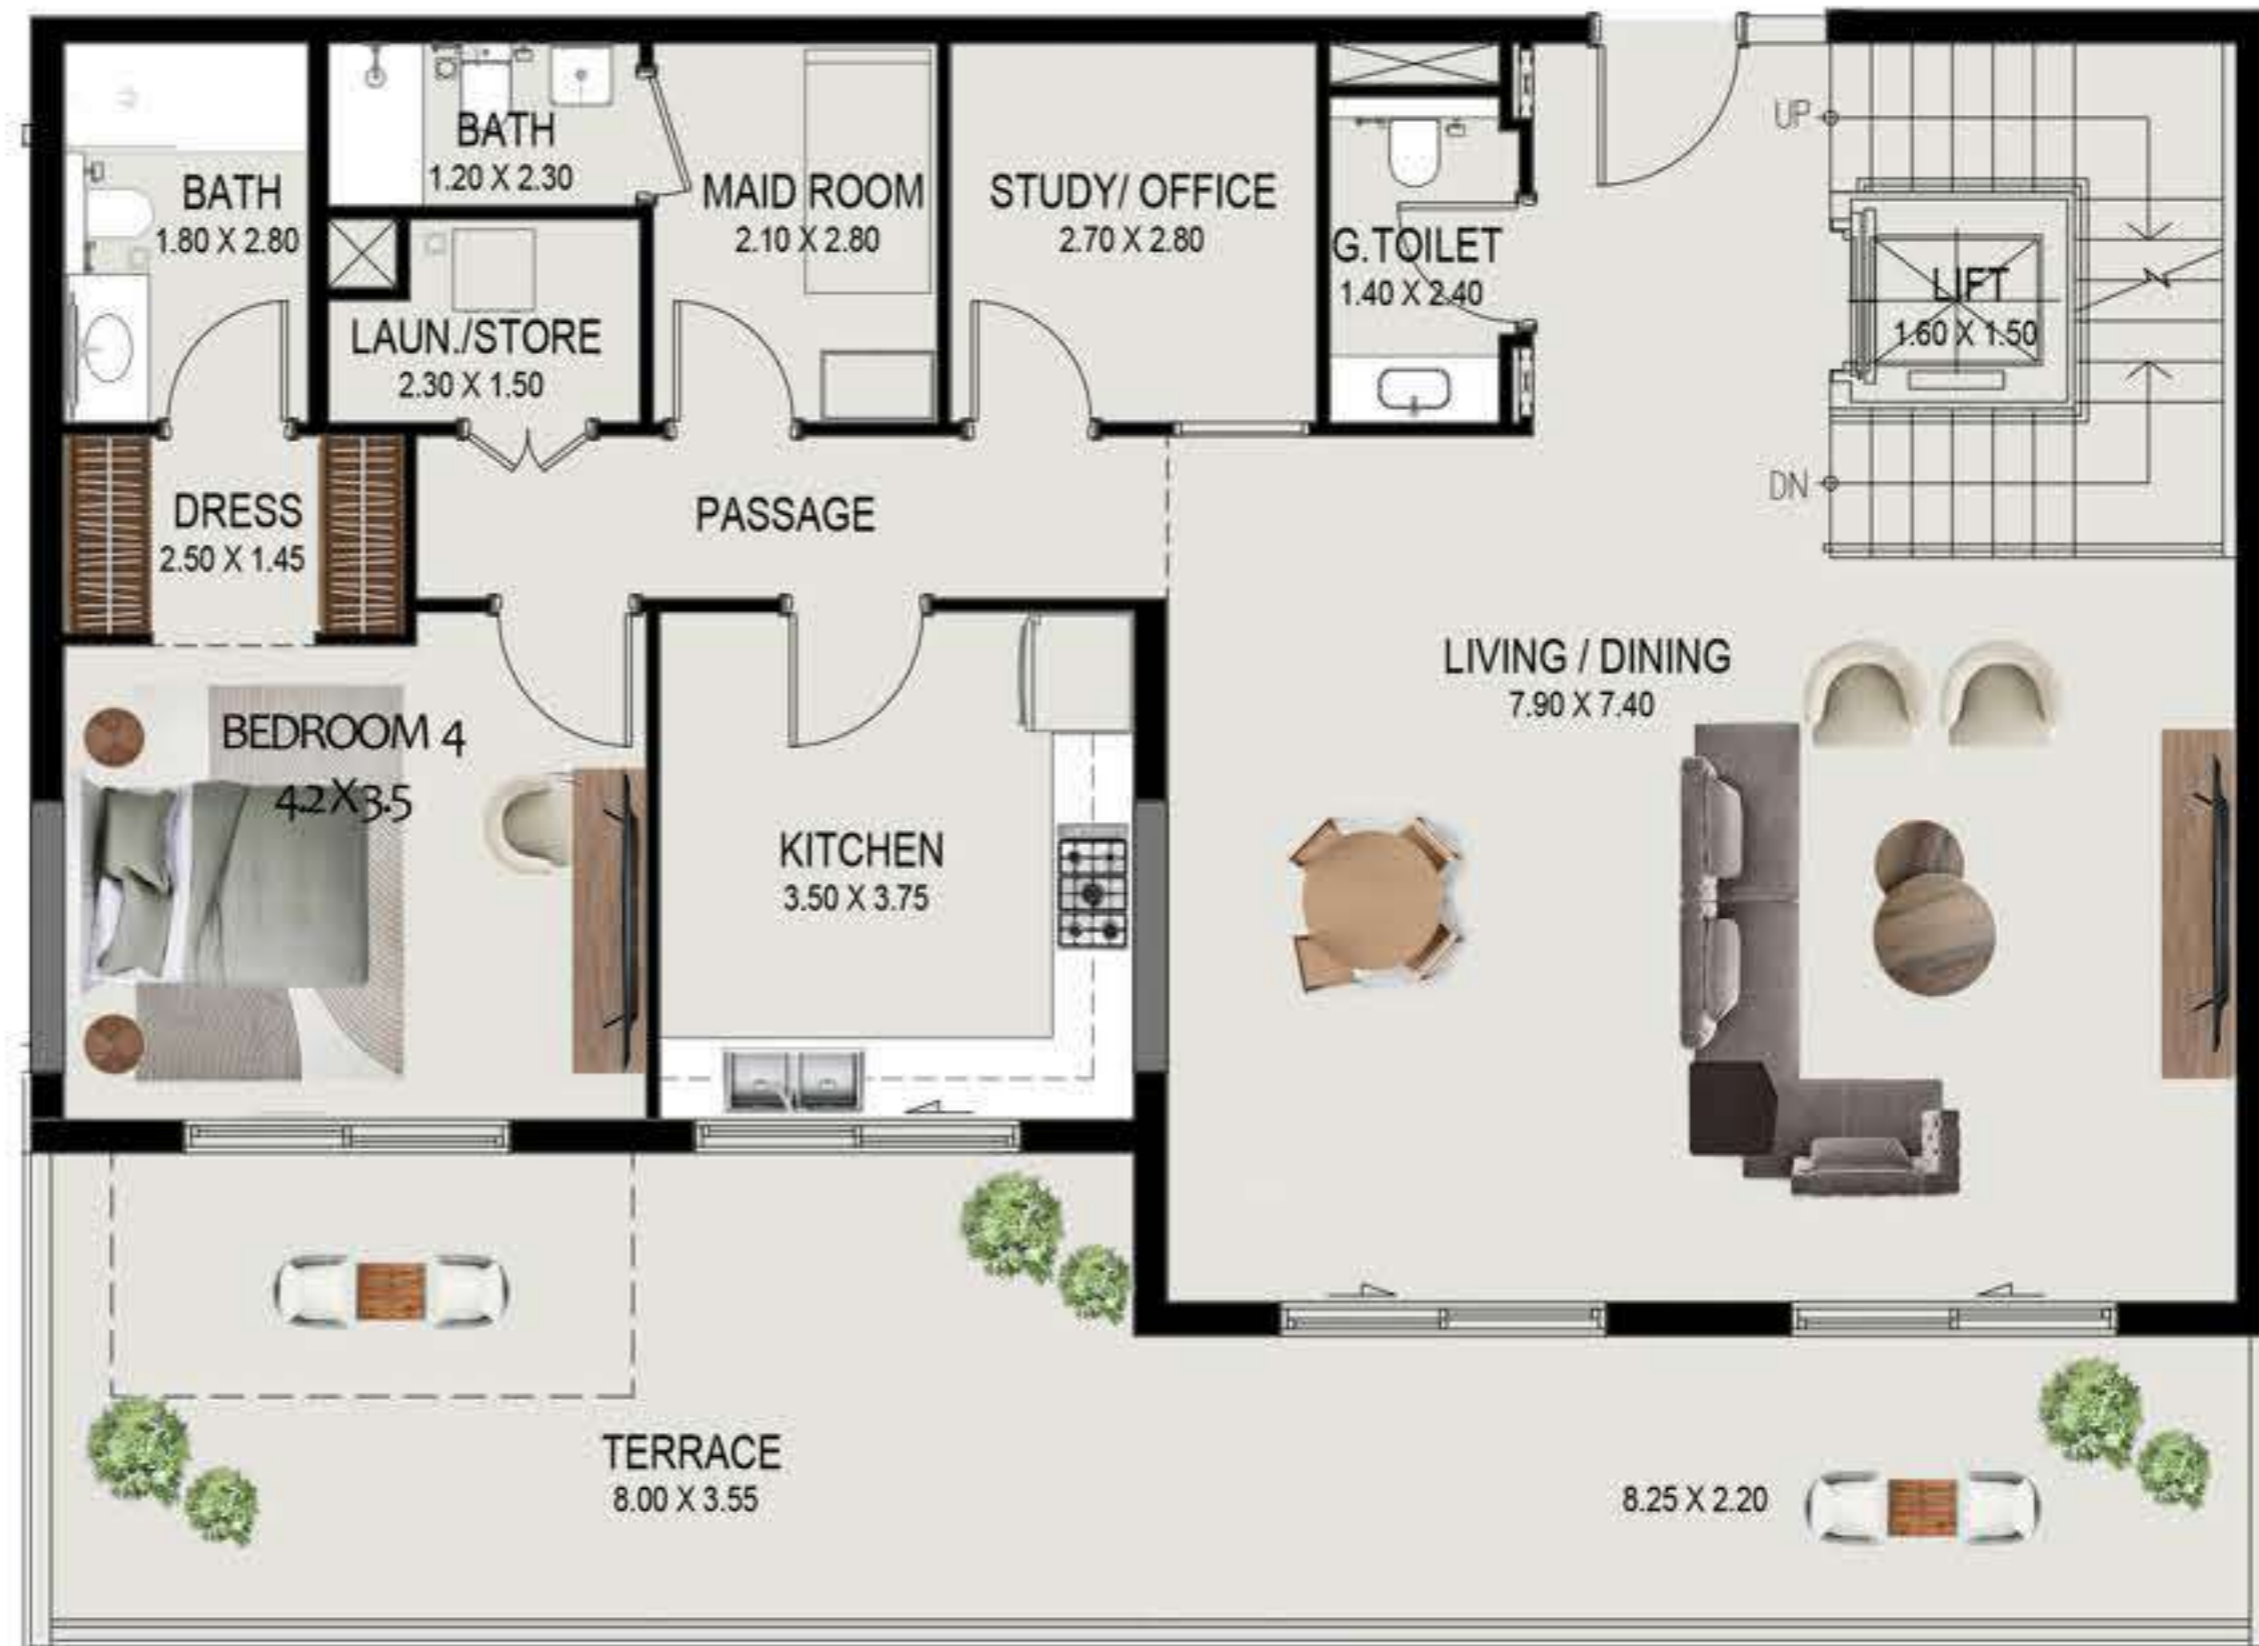 BATH
1.80 X 2.80
BATH
1.20 X 2.30
MAID ROOM
2.10 X 2.80
STUDY/ OFFICE
2.70 X 2.80
G.TOILET
1.40 X 2.40
UP
LIFT
1.60 X 1.50
DN
LAUN./STORE
2.30 X 1.50
DRESS
2.50 X 1.45
PASSAGE
LIVING / DINING
7.90 X 7.40
BEDROOM 4
4.2 X 3.5
KITCHEN
3.50 X 3.75
TERRACE
8.00 X 3.55
8.25 X 2.20